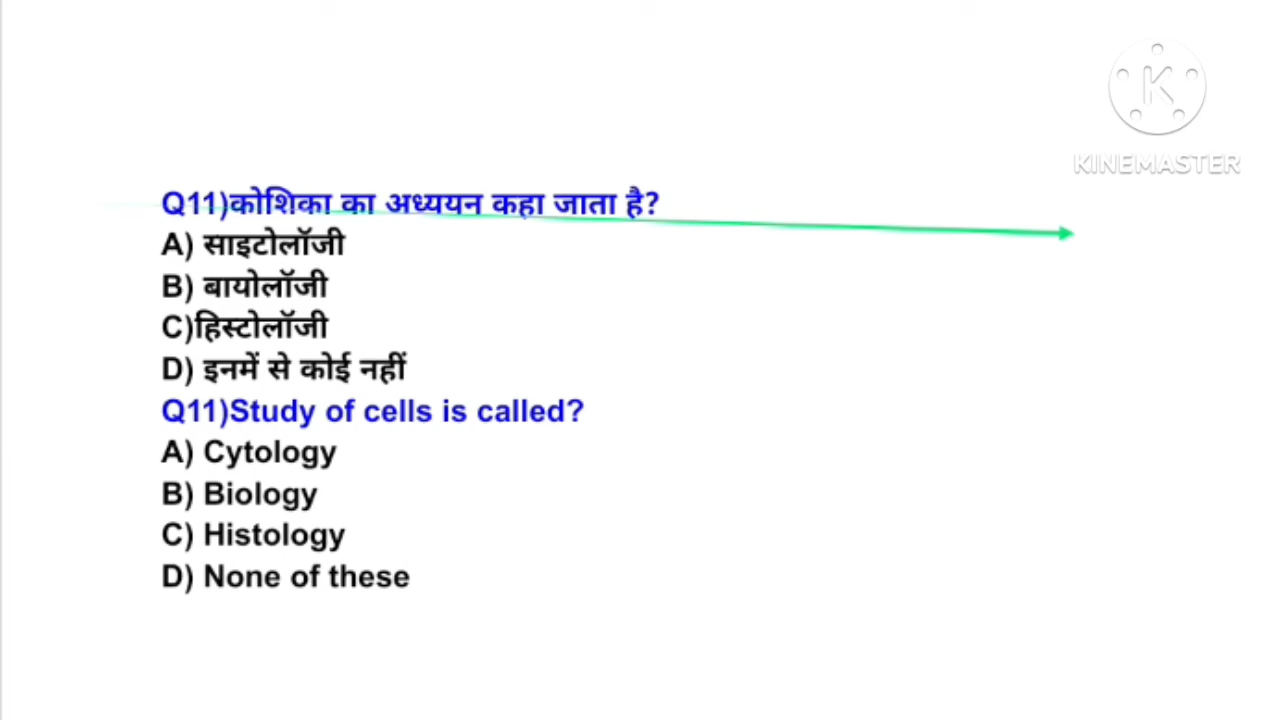 KINEMASTER
Q11)कोशिका का अध्ययन कहा जाता है?
A) साइटोलॉजी
B) बायोलॉजी
C)हिस्टोलॉजी
D) इनमें से कोई नहीं
Q11)Study of cells is called?
A) Cytology
B) Biology
C) Histology
D) None of these